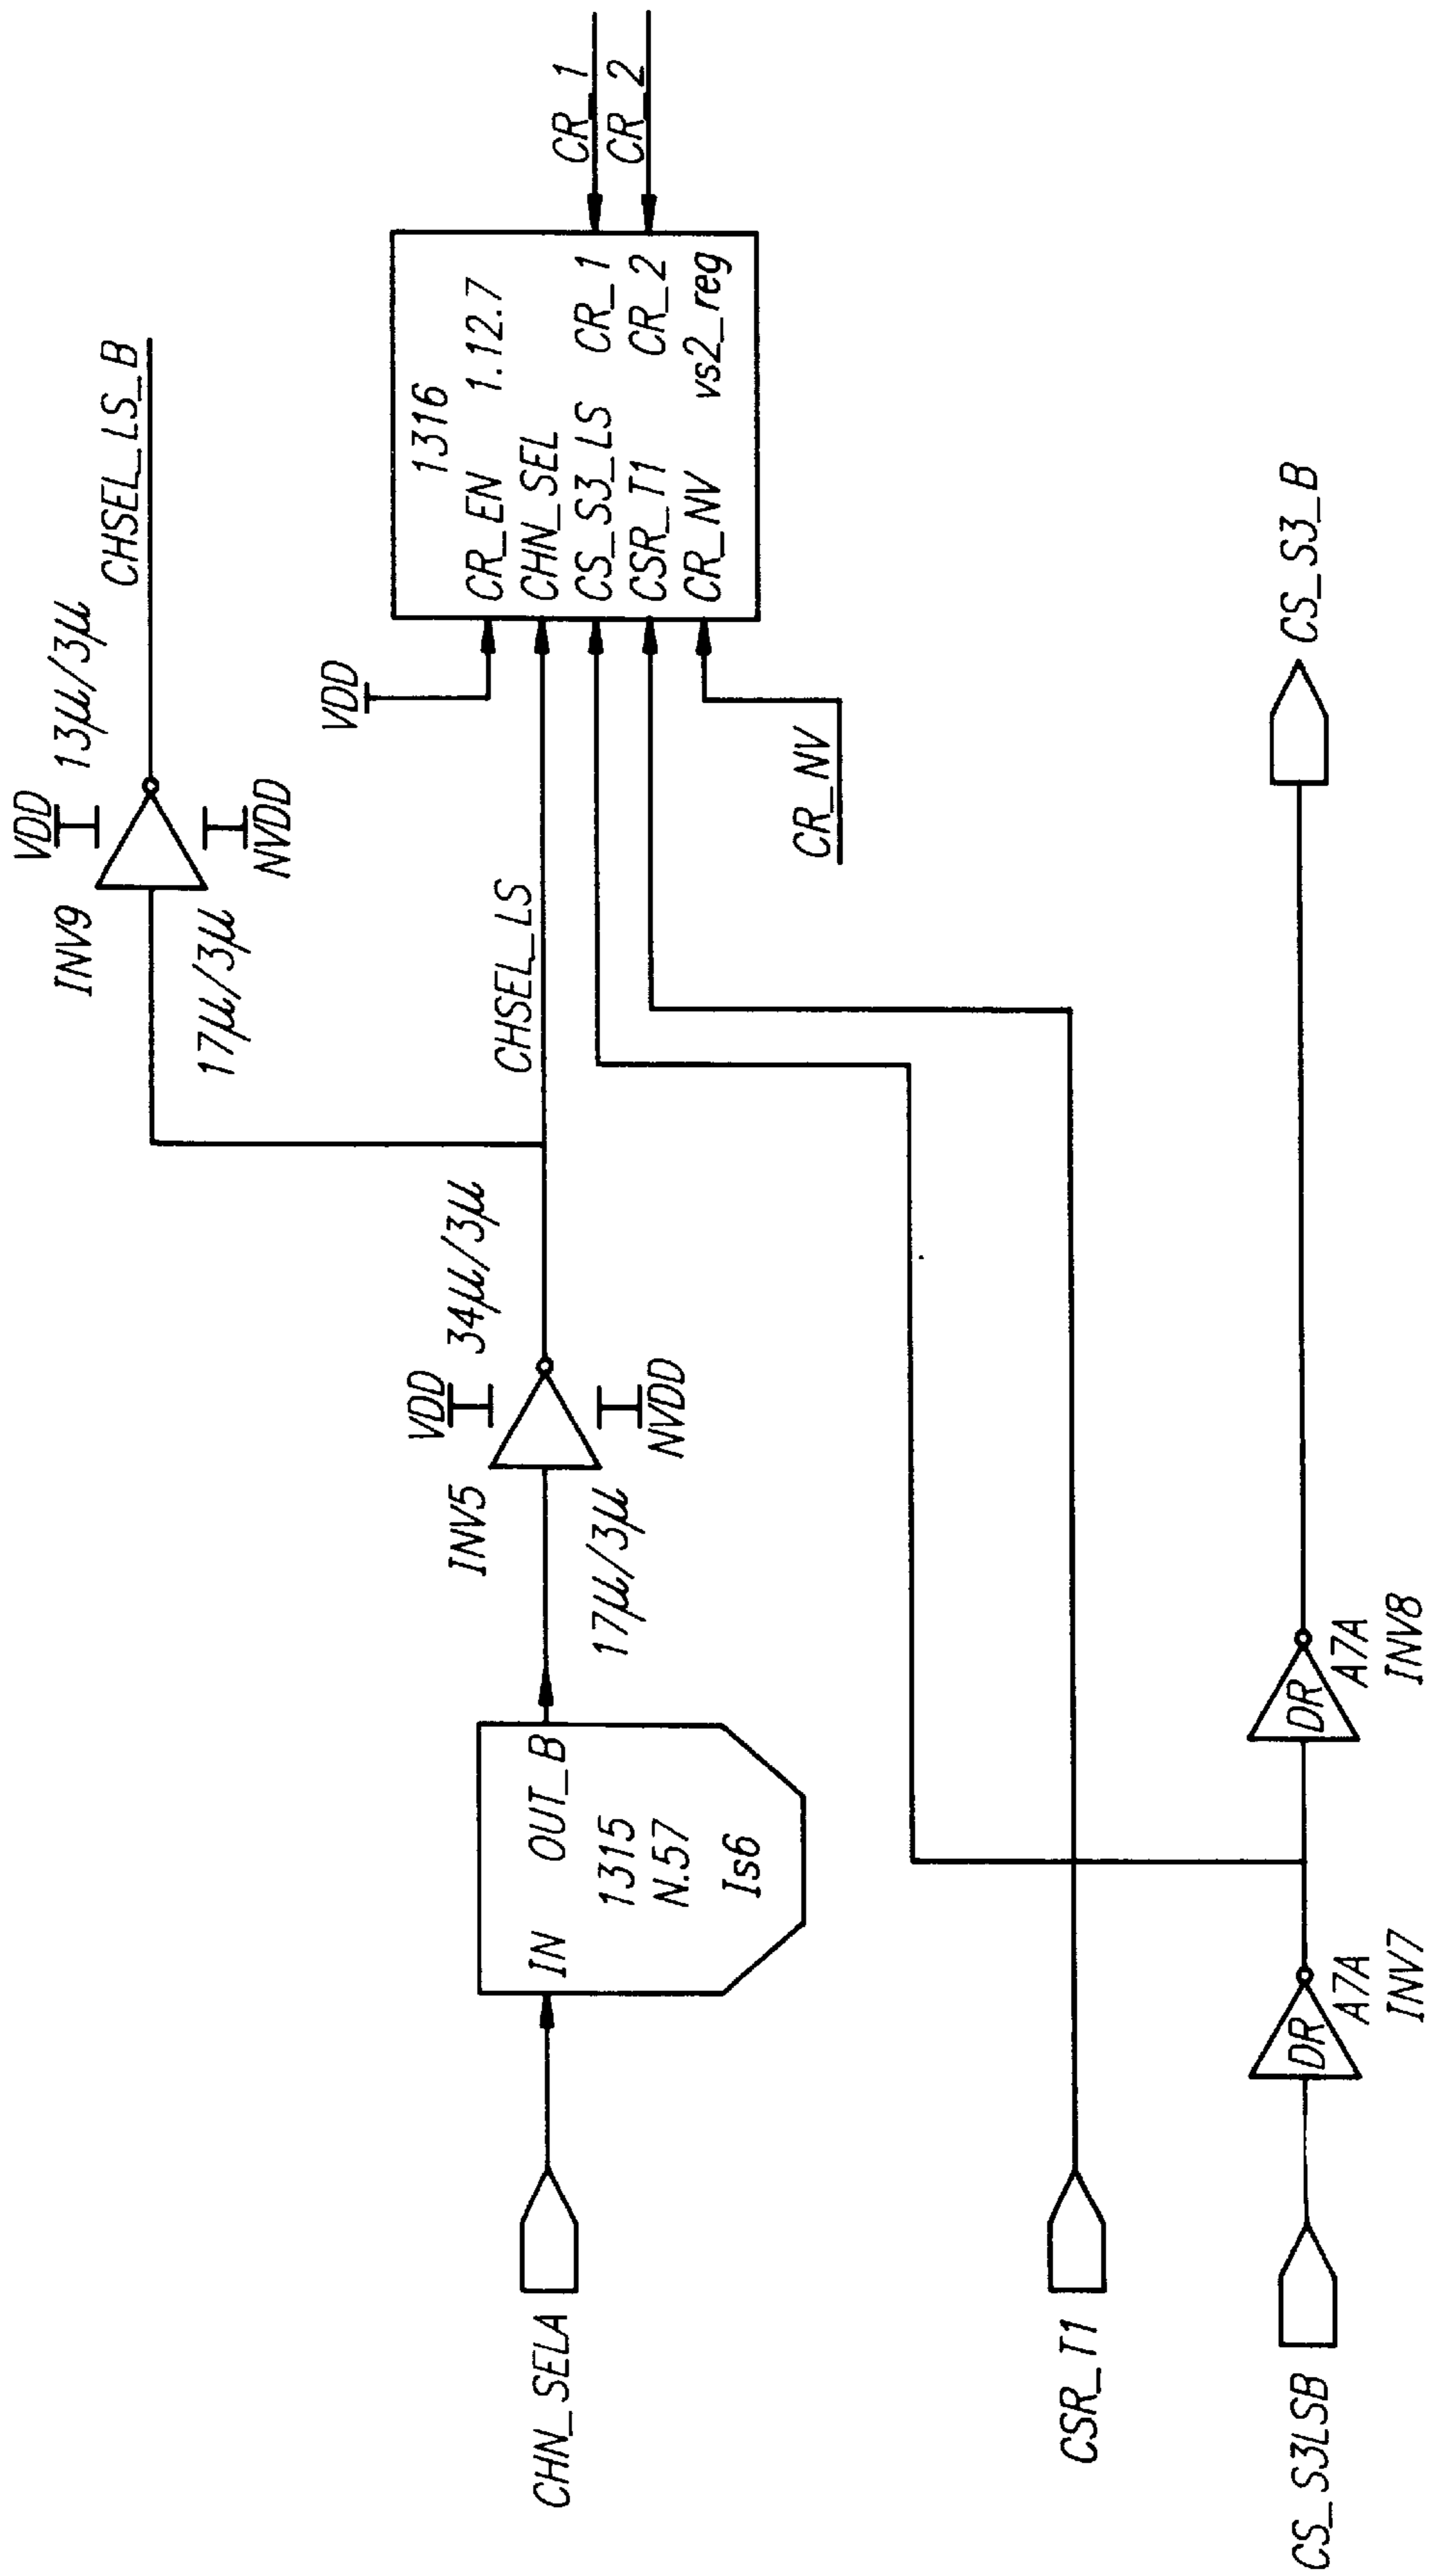 VDD
13µ/3µ
INV9
NVDD
17µ/3µ
CHSEL_LS_B
CHN_SELA
IN OUT_B
1315
N.57
Is6
INV5
VDD
34µ/3µ
NVDD
17µ/3µ
CHSEL_LS
VDD
1316
CR_EN 1.12.7
CHN_SEL
CS_S3_LS CR_1
CSR_T1 CR_2
CR_NV vs2_reg
CR_1
CR_2
CR_NV
CSR_T1
CS_S3LSB
DR
A7A
INV7
DR
A7A
INV8
CS_S3_B